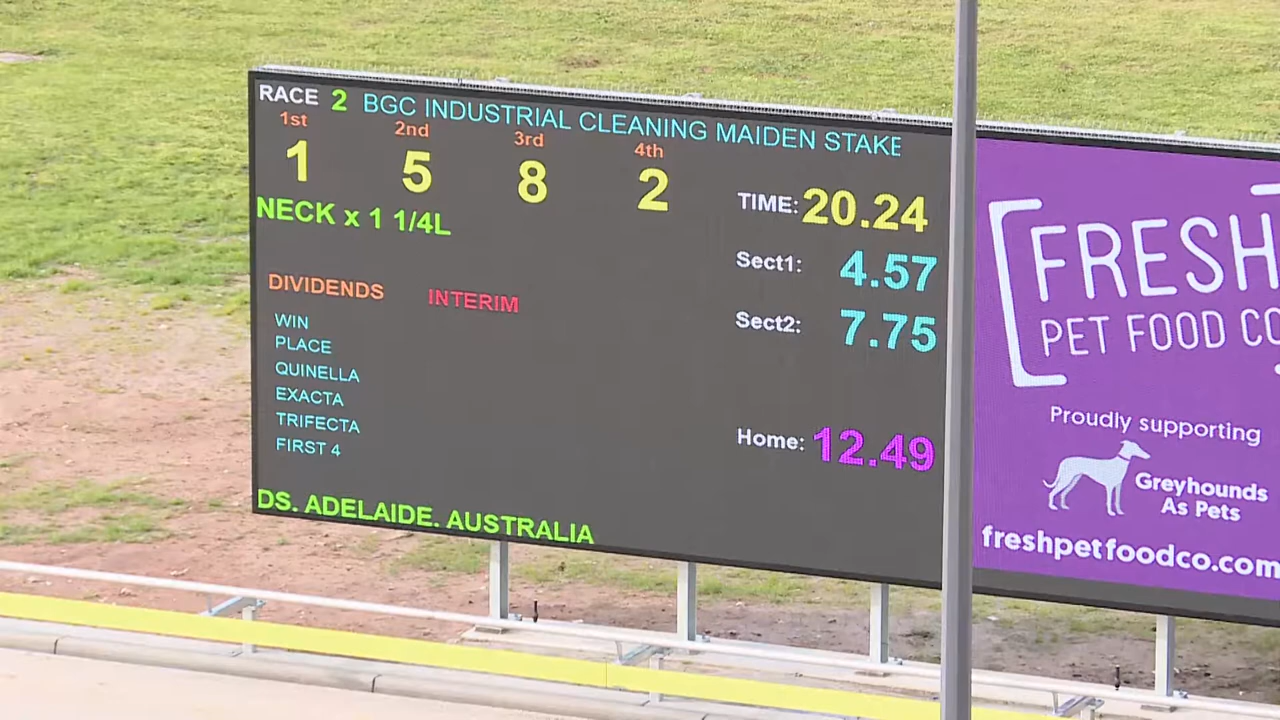 RACE 2 BGC INDUSTRIAL CLEANING MAIDEN STAKE
1st 2nd 3rd 4th
1 5 8 2
NECK x 1 1/4L
TIME: 20.24
Sect1: 4.57
Sect2: 7.75
Home: 12.49
DIVIDENDS INTERIM
WIN
PLACE
QUINELLA
EXACTA
TRIFECTA
FIRST 4
DS. ADELAIDE. AUSTRALIA
FRESH
PET FOOD CO
Proudly supporting
Greyhounds
As Pets
freshpetfoodco.com